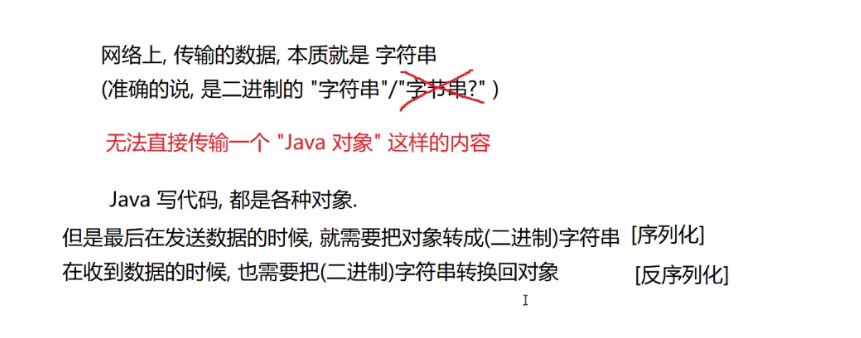 网络上, 传输的数据, 本质就是 字符串
(准确的说, 是二进制的 "字符串"/"字节串?" )
无法直接传输一个 "Java 对象" 这样的内容
Java 写代码, 都是各种对象.
但是最后在发送数据的时候, 就需要把对象转成(二进制)字符串 [序列化]
在收到数据的时候, 也需要把(二进制)字符串转换回对象 [反序列化]